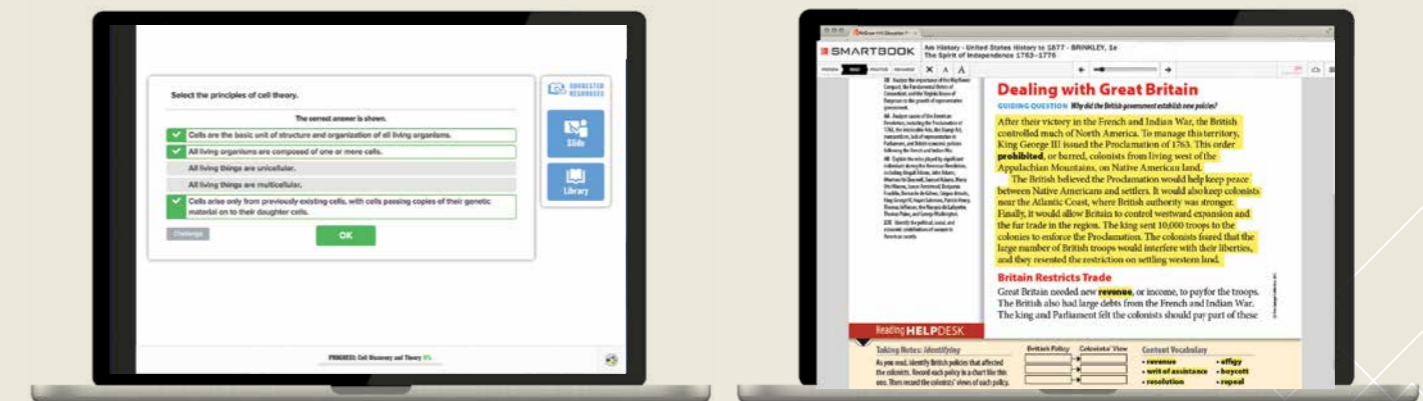 Select the principles of cell theory.
The correct answer is shown.
Cells are the basic unit of structure and organization of all living organisms.
All living organisms are composed of one or more cells.
All living things are unicellular.
All living things are multicellular.
Cells arise only from previously existing cells, with cells passing copies of their genetic
material on to their daughter cells.
Challenge
OK
SUGGESTED
RESOURCES
Slide
Library
PROGRESS: Cell Discovery and Theory
SMARTBOOK
Am History - United States History to 1877 - BRINKLEY, 1e
The Spirit of Independence 1763–1776
A A
Dealing with Great Britain
GUIDING QUESTION Why did the British government establish new policies?
After their victory in the French and Indian War, the British
controlled much of North America. To manage this territory,
King George III issued the Proclamation of 1763. This order
prohibited, or barred, colonists from living west of the
Appalachian Mountains, on Native American land.
The British believed the Proclamation would help keep peace
between Native Americans and settlers. It would also keep colonists
near the Atlantic Coast, where British authority was stronger.
Finally, it would allow Britain to control westward expansion and
the fur trade in the region. The king sent 10,000 troops to the
colonies to enforce the Proclamation. The colonists feared that the
large number of British troops would interfere with their liberties,
and they resented the restriction on settling western land.
Britain Restricts Trade
Great Britain needed new revenue, or income, to pay for the troops.
The British also had large debts from the French and Indian War.
The king and Parliament felt the colonists should pay part of these
Reading HELPDESK
Taking Notes: Identifying
As you read, identify British policies that affected
the colonists. Record each policy in a chart like this
one. Then record the colonists' views of each policy.
British Policy Colonists' View
Content Vocabulary
• revenue
• writ of assistance
• resolution
• effigy
• boycott
• repeal